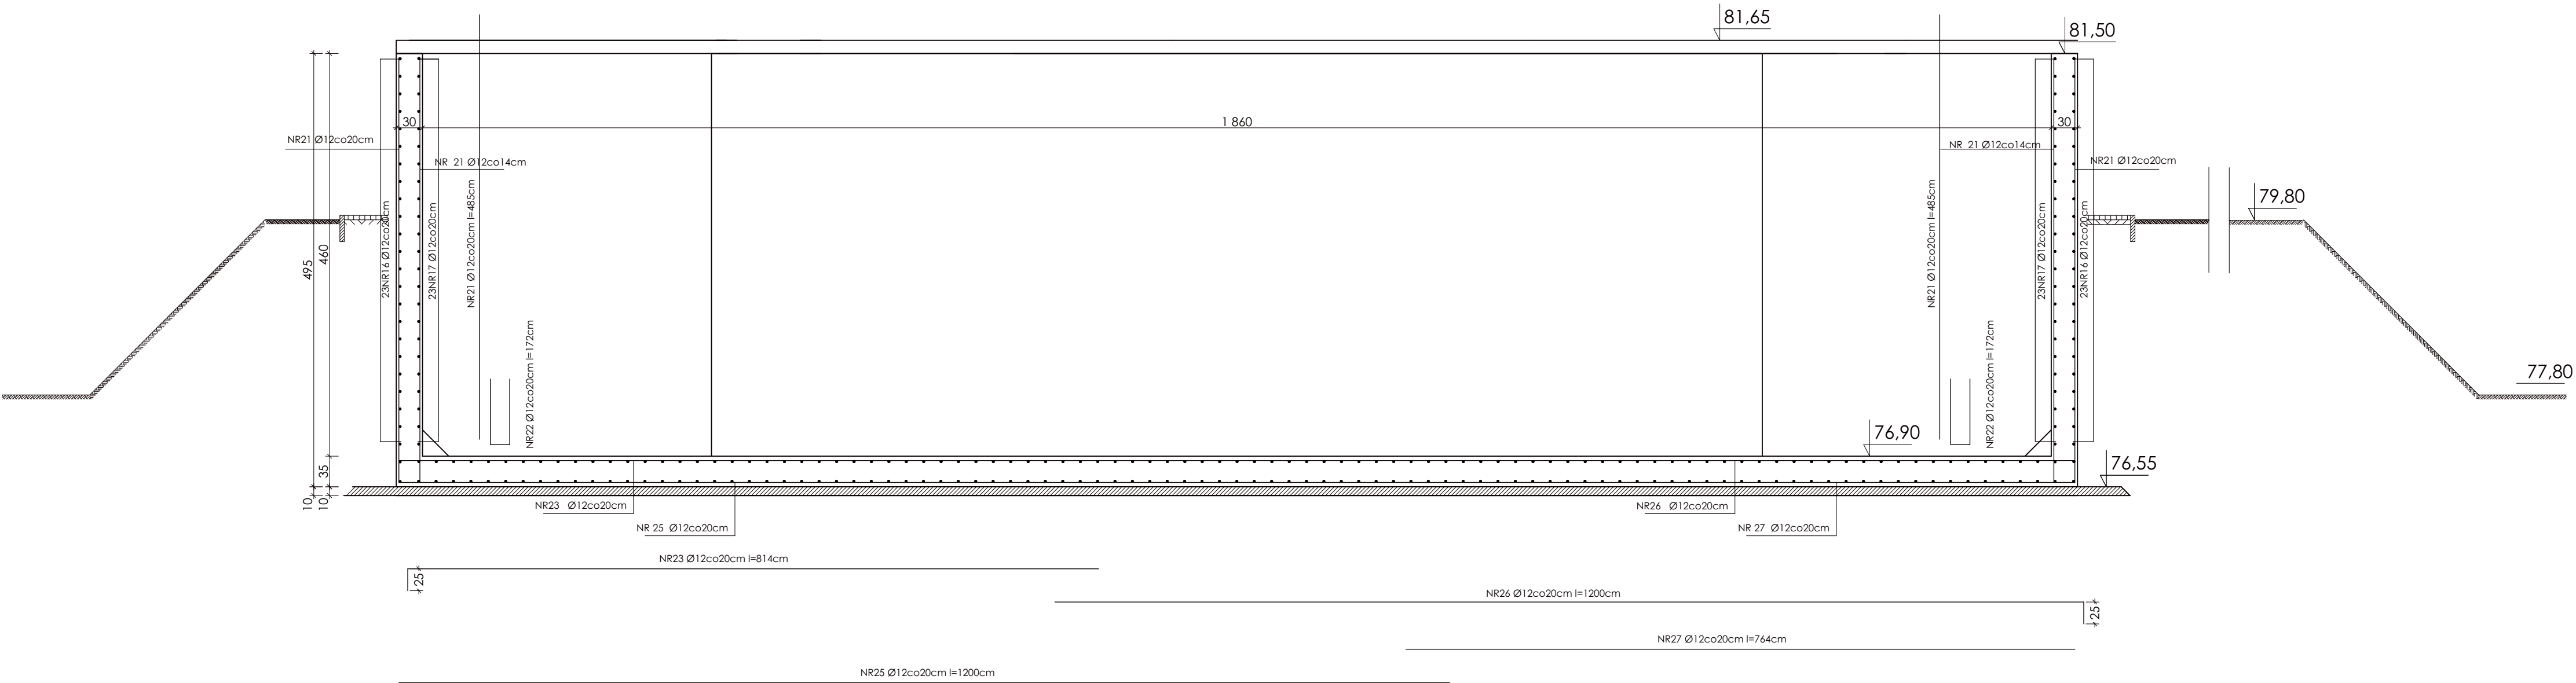 81,65
81,50
30
1 860
30
NR21 Ø12co20cm
NR 21 Ø12co14cm
NR 21 Ø12co14cm
NR21 Ø12co20cm
79,80
495
460
23NR16 Ø12co20cm
23NR17 Ø12co20cm
NR21 Ø12co20cm l=485cm
NR22 Ø12co20cm l=172cm
NR21 Ø12co20cm l=485cm
NR22 Ø12co20cm l=172cm
23NR17 Ø12co20cm
23NR16 Ø12co20cm
77,80
76,90
76,55
35
10
10
NR23 Ø12co20cm
NR 25 Ø12co20cm
NR26 Ø12co20cm
NR 27 Ø12co20cm
NR23 Ø12co20cm l=814cm
25
NR26 Ø12co20cm l=1200cm
25
NR27 Ø12co20cm l=764cm
NR25 Ø12co20cm l=1200cm